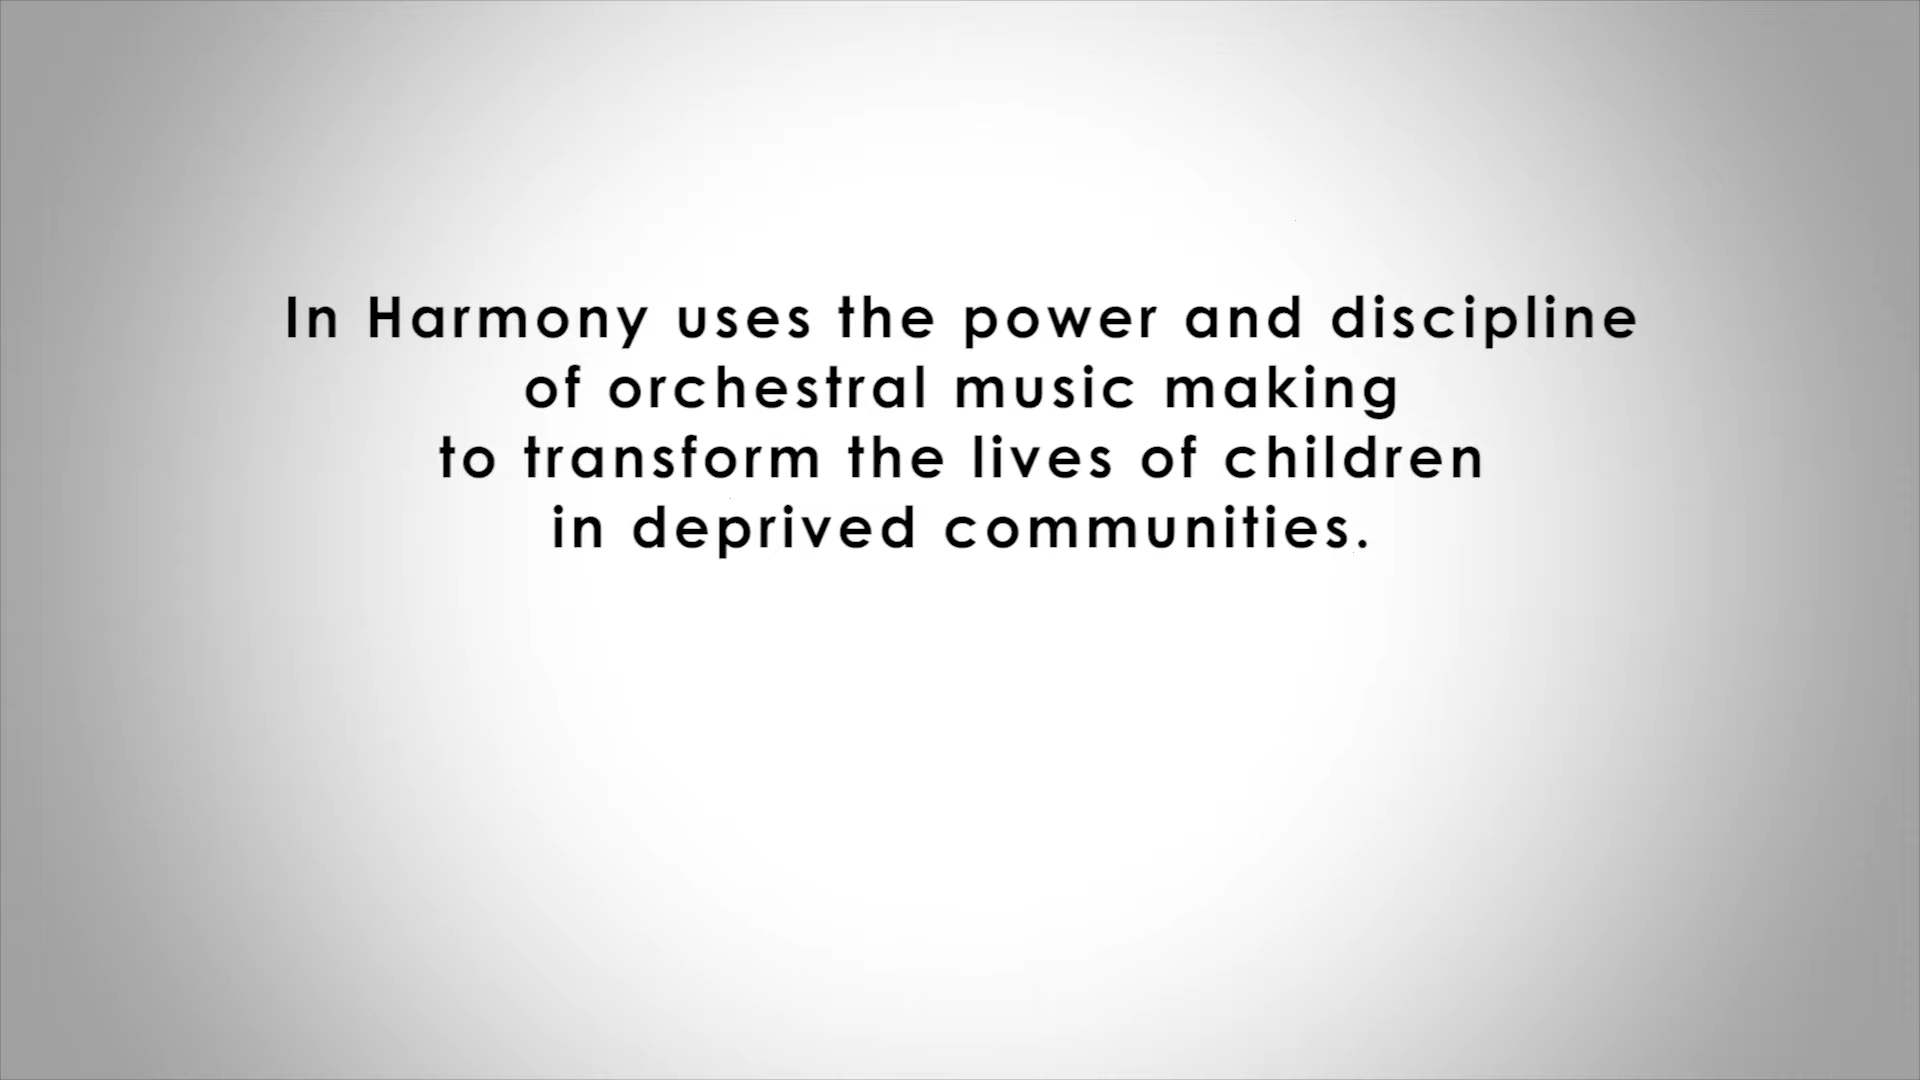 In Harmony uses the power and discipline
of orchestral music making
to transform the lives of children
in deprived communities.